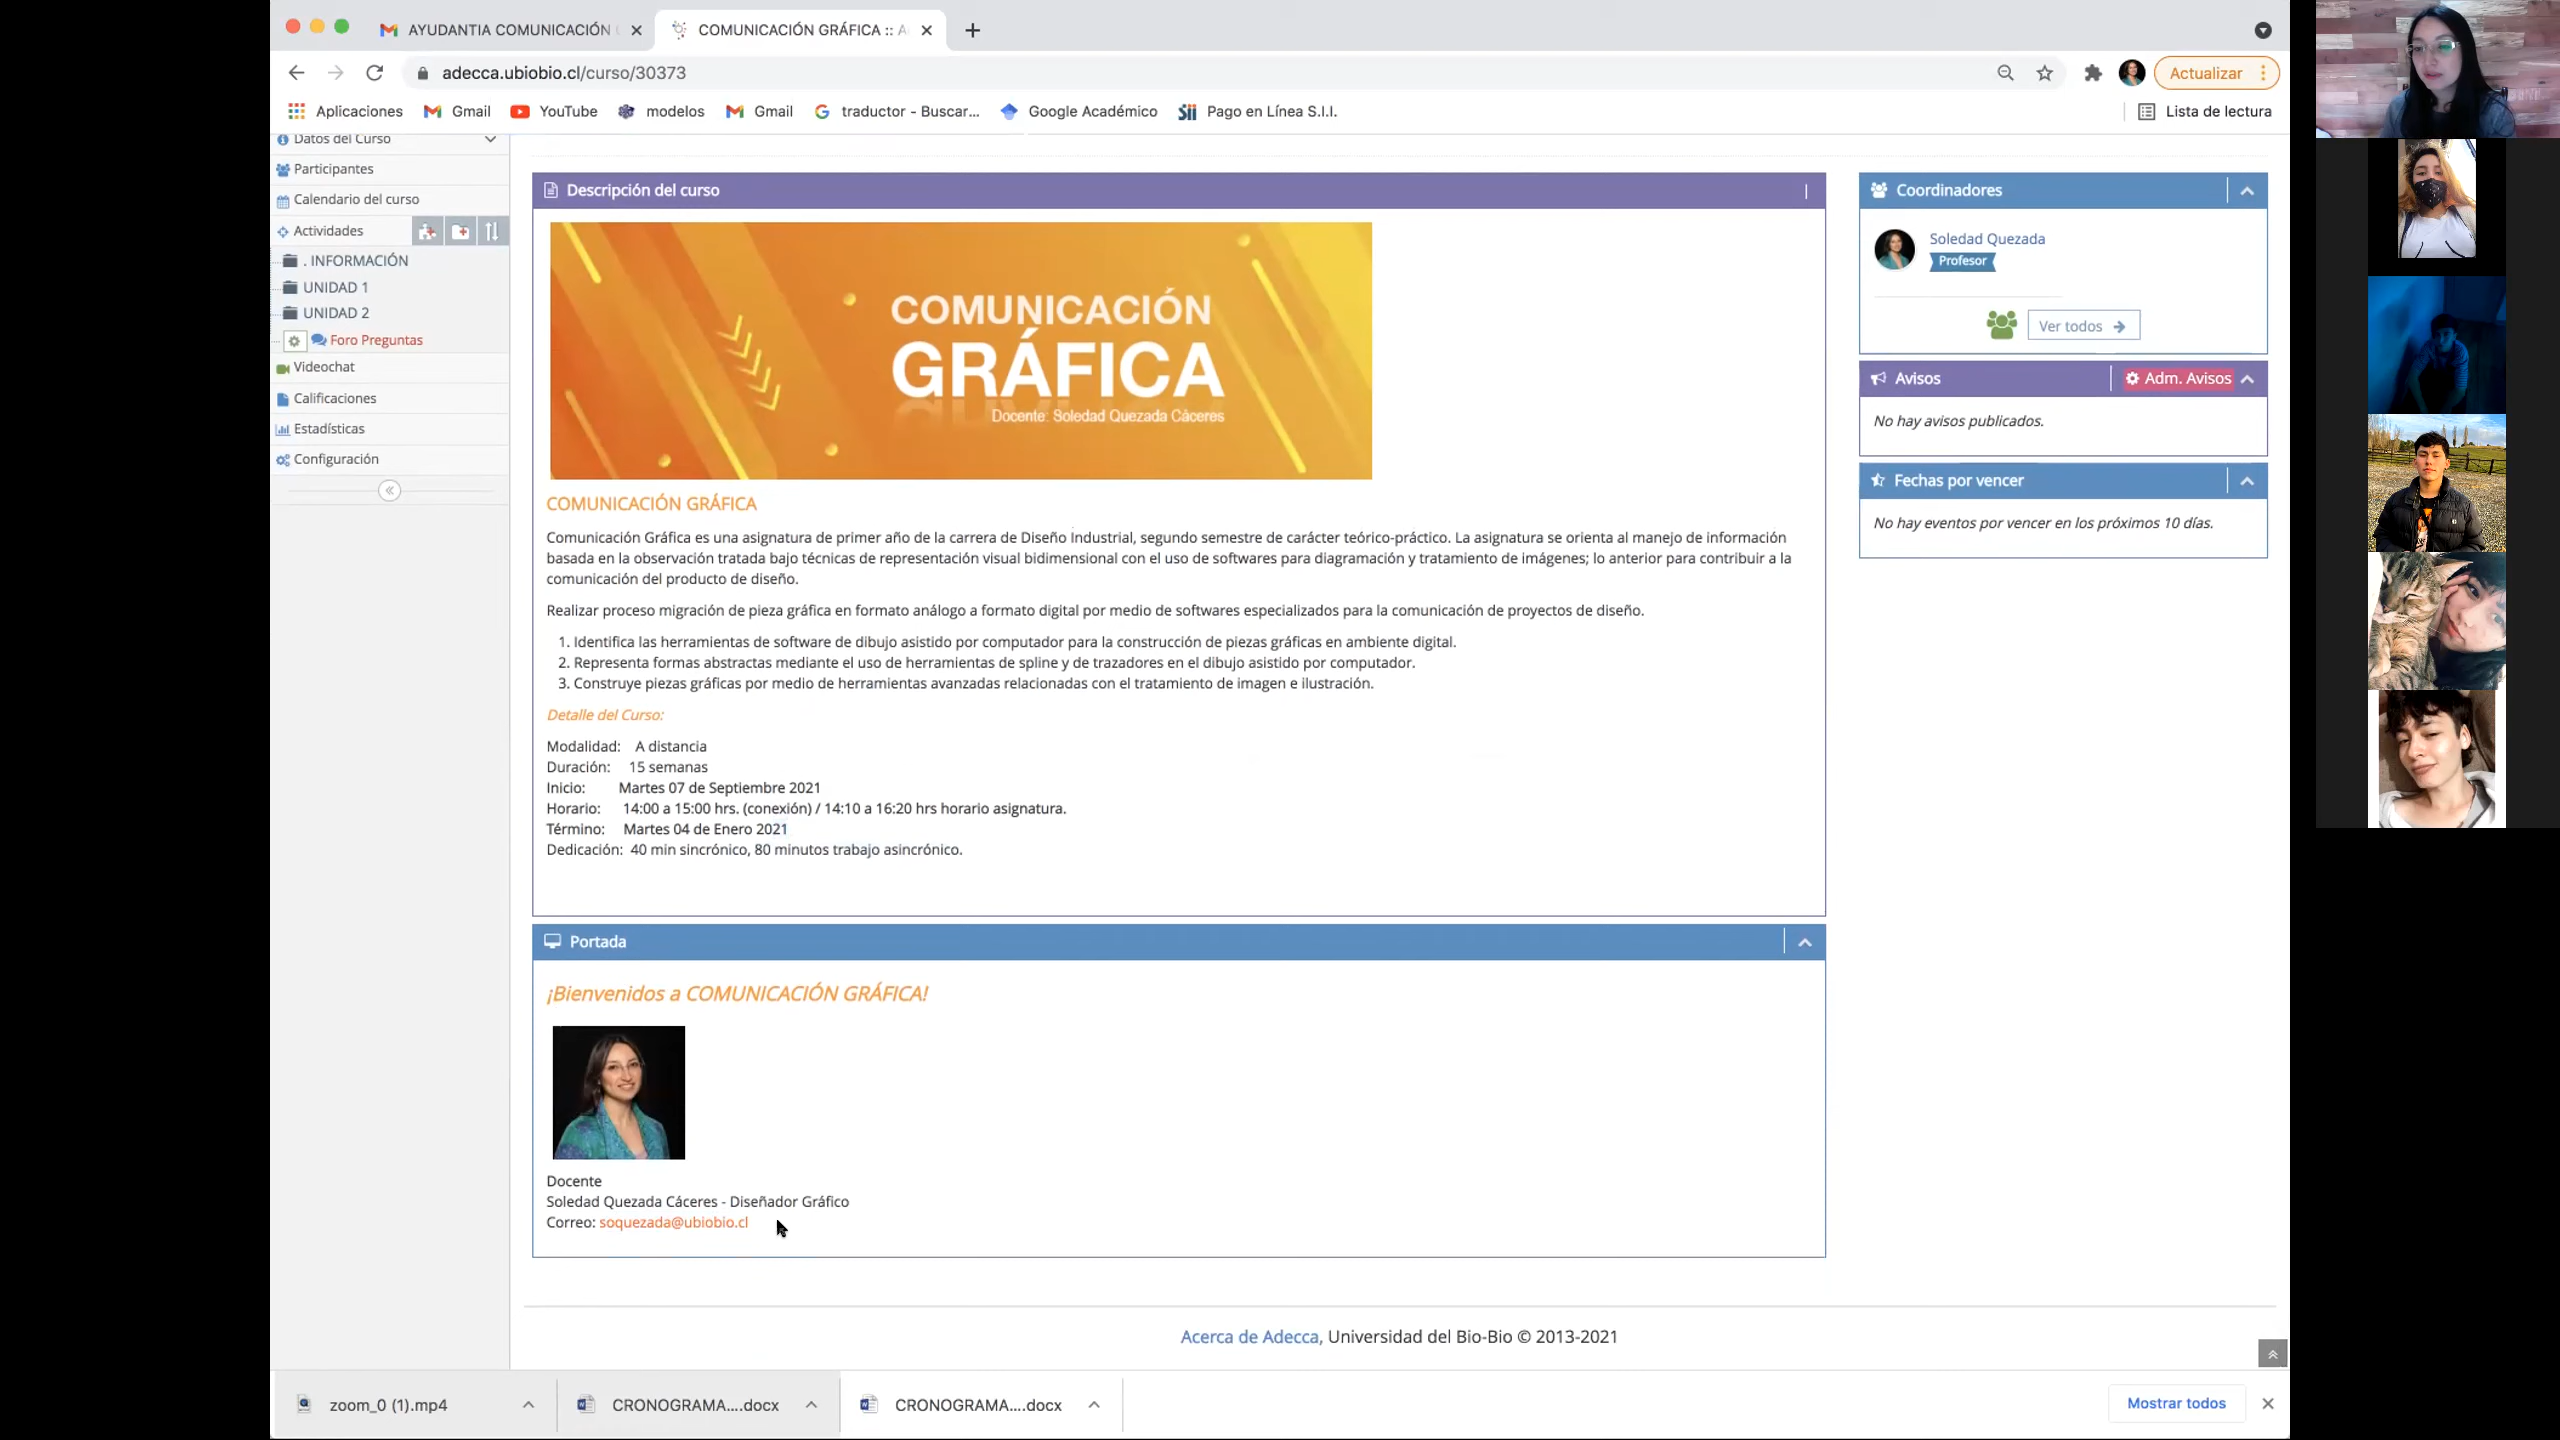 AYUDANTIA COMUNICACIÓN
COMUNICACIÓN GRÁFICA :: A
adecca.ubiobio.cl/curso/30373
Actualizar
Aplicaciones
Gmail
YouTube
modelos
Gmail
traductor - Buscar...
Google Académico
Pago en Línea S.I.I.
Lista de lectura
Datos del Curso
Participantes
Calendario del curso
Actividades
. INFORMACIÓN
UNIDAD 1
UNIDAD 2
Foro Preguntas
Videochat
Calificaciones
Estadísticas
Configuración
Descripción del curso
COMUNICACIÓN
GRÁFICA
Docente: Soledad Quezada Cáceres
COMUNICACIÓN GRÁFICA
Comunicación Gráfica es una asignatura de primer año de la carrera de Diseño Industrial, segundo semestre de carácter teórico-práctico. La asignatura se orienta al manejo de información
basada en la observación tratada bajo técnicas de representación visual bidimensional con el uso de softwares para diagramación y tratamiento de imágenes; lo anterior para contribuir a la
comunicación del producto de diseño.
Realizar proceso migración de pieza gráfica en formato análogo a formato digital por medio de softwares especializados para la comunicación de proyectos de diseño.
1. Identifica las herramientas de software de dibujo asistido por computador para la construcción de piezas gráficas en ambiente digital.
2. Representa formas abstractas mediante el uso de herramientas de spline y de trazadores en el dibujo asistido por computador.
3. Construye piezas gráficas por medio de herramientas avanzadas relacionadas con el tratamiento de imagen e ilustración.
Detalle del Curso:
Modalidad: A distancia
Duración: 15 semanas
Inicio: Martes 07 de Septiembre 2021
Horario: 14:00 a 15:00 hrs. (conexión) / 14:10 a 16:20 hrs horario asignatura.
Término: Martes 04 de Enero 2021
Dedicación: 40 min sincrónico, 80 minutos trabajo asincrónico.
Portada
¡Bienvenidos a COMUNICACIÓN GRÁFICA!
Docente
Soledad Quezada Cáceres - Diseñador Gráfico
Correo: soquezada@ubiobio.cl
Coordinadores
Soledad Quezada
Profesor
Ver todos
Avisos
Adm. Avisos
No hay avisos publicados.
Fechas por vencer
No hay eventos por vencer en los próximos 10 días.
Acerca de Adecca, Universidad del Bio-Bio © 2013-2021
zoom_0 (1).mp4
CRONOGRAMA....docx
CRONOGRAMA....docx
Mostrar todos